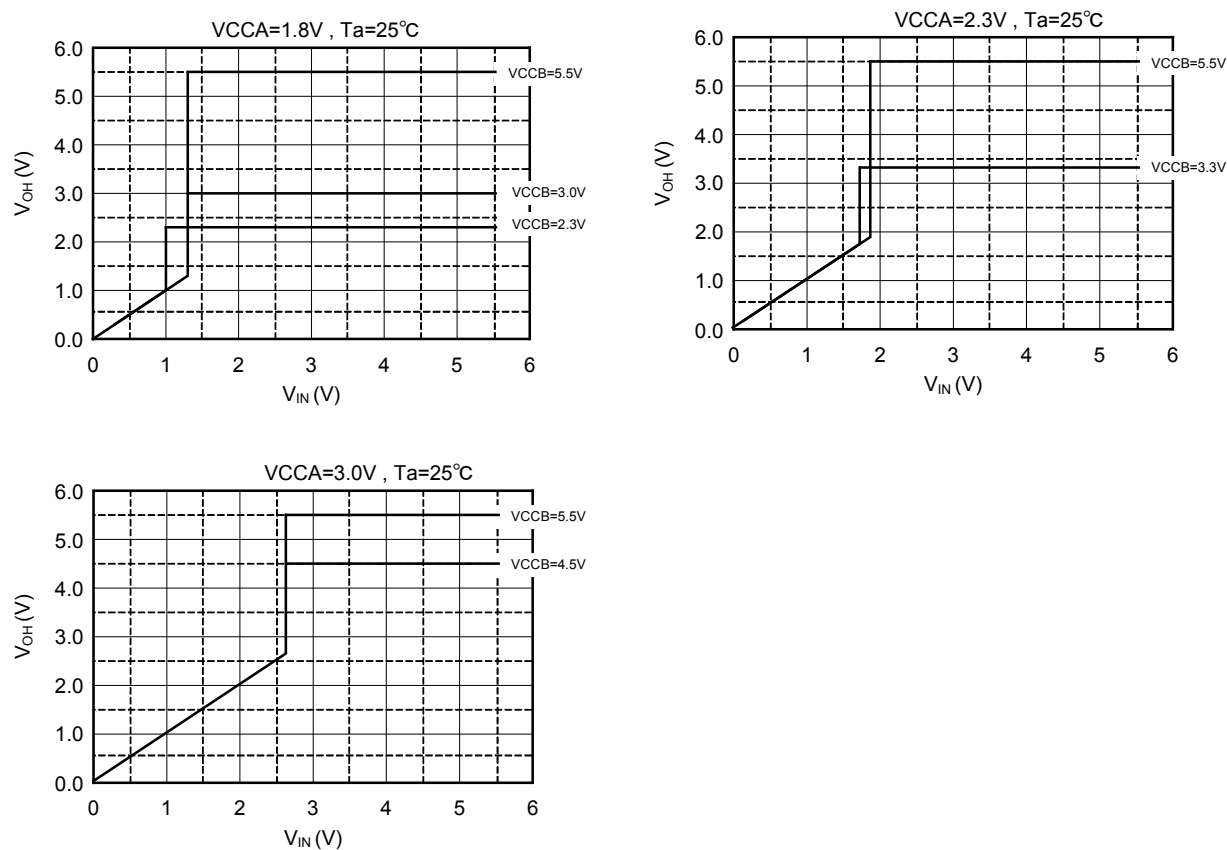 VCCA=1.8V , Ta=25℃
6.0
5.0
4.0
3.0
2.0
1.0
0.0
VOH (V)
VCCB=5.5V
VCCB=3.0V
VCCB=2.3V
0 1 2 3 4 5 6
VIN (V)
VCCA=2.3V , Ta=25℃
6.0
5.0
4.0
3.0
2.0
1.0
0.0
VOH (V)
VCCB=5.5V
VCCB=3.3V
0 1 2 3 4 5 6
VIN (V)
VCCA=3.0V , Ta=25℃
6.0
5.0
4.0
3.0
2.0
1.0
0.0
VOH (V)
VCCB=5.5V
VCCB=4.5V
0 1 2 3 4 5 6
VIN (V)